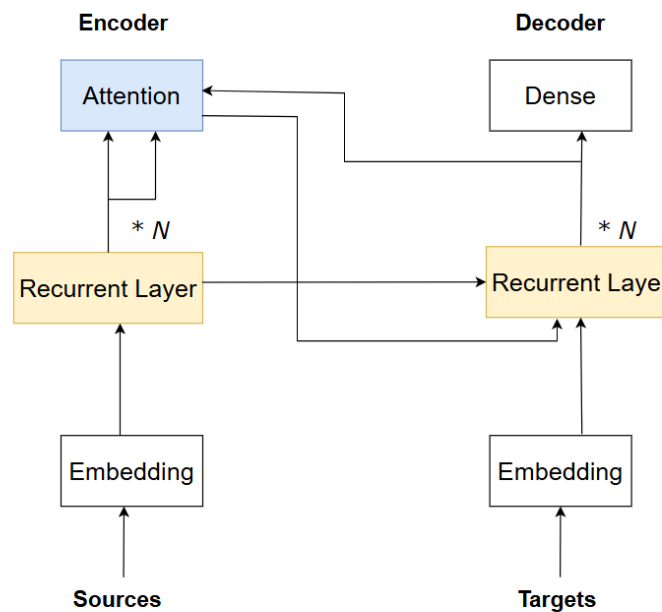 Encoder
Decoder
Attention
Dense
* N
* N
Recurrent Layer
Recurrent Laye
Embedding
Embedding
Sources
Targets